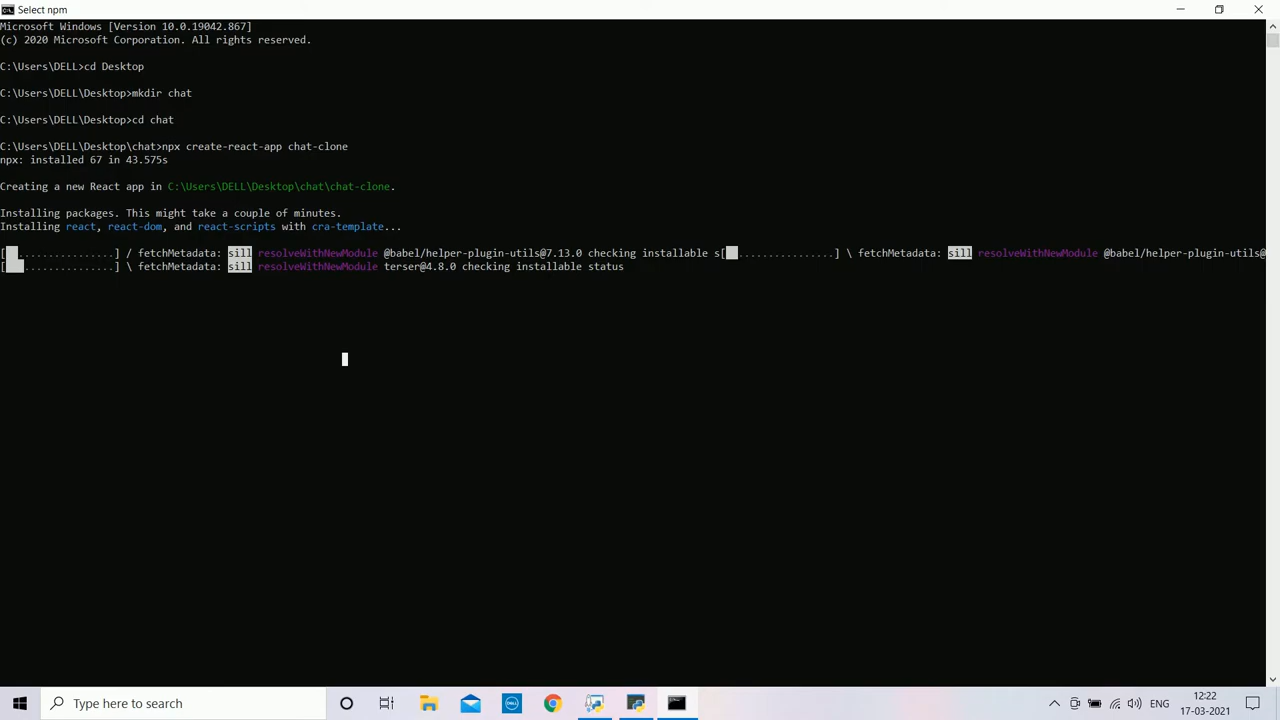 Select npm
Microsoft Windows [Version 10.0.19042.867]
(c) 2020 Microsoft Corporation. All rights reserved.
C:\Users\DELL>cd Desktop
C:\Users\DELL\Desktop>mkdir chat
C:\Users\DELL\Desktop>cd chat
C:\Users\DELL\Desktop\chat>npx create-react-app chat-clone
npx: installed 67 in 43.575s
Creating a new React app in C:\Users\DELL\Desktop\chat\chat-clone.
Installing packages. This might take a couple of minutes.
Installing react, react-dom, and react-scripts with cra-template...
[ ................] / fetchMetadata: sill resolveWithNewModule @babel/helper-plugin-utils@7.13.0 checking installable s[ ................] \ fetchMetadata: sill resolveWithNewModule @babel/helper-plugin-utils@
[ ...............] \ fetchMetadata: sill resolveWithNewModule terser@4.8.0 checking installable status
Type here to search
DELL
ENG
12:22
17-03-2021